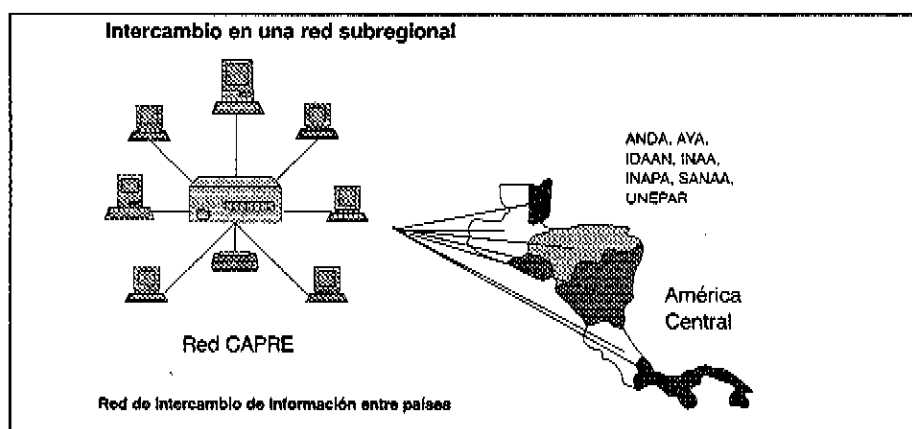 Intercambio en una red subregional
ANDA, AYA,
IDAAN, INAA,
INAPA, SANAA,
UNEPAR
América
Central
Red CAPRE
Red de intercambio de información entre países